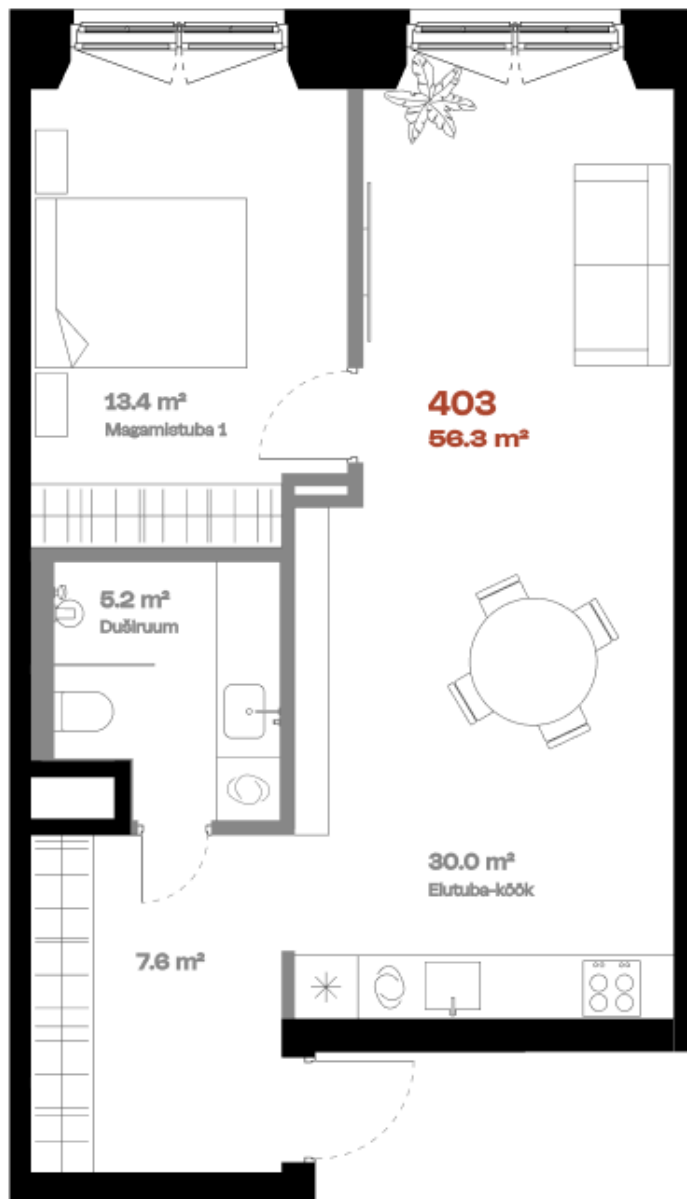 13.4 m²
Magamistuba 1
403
56.3 m²
5.2 m²
Duširuum
30.0 m²
Elutuba-köök
7.6 m²